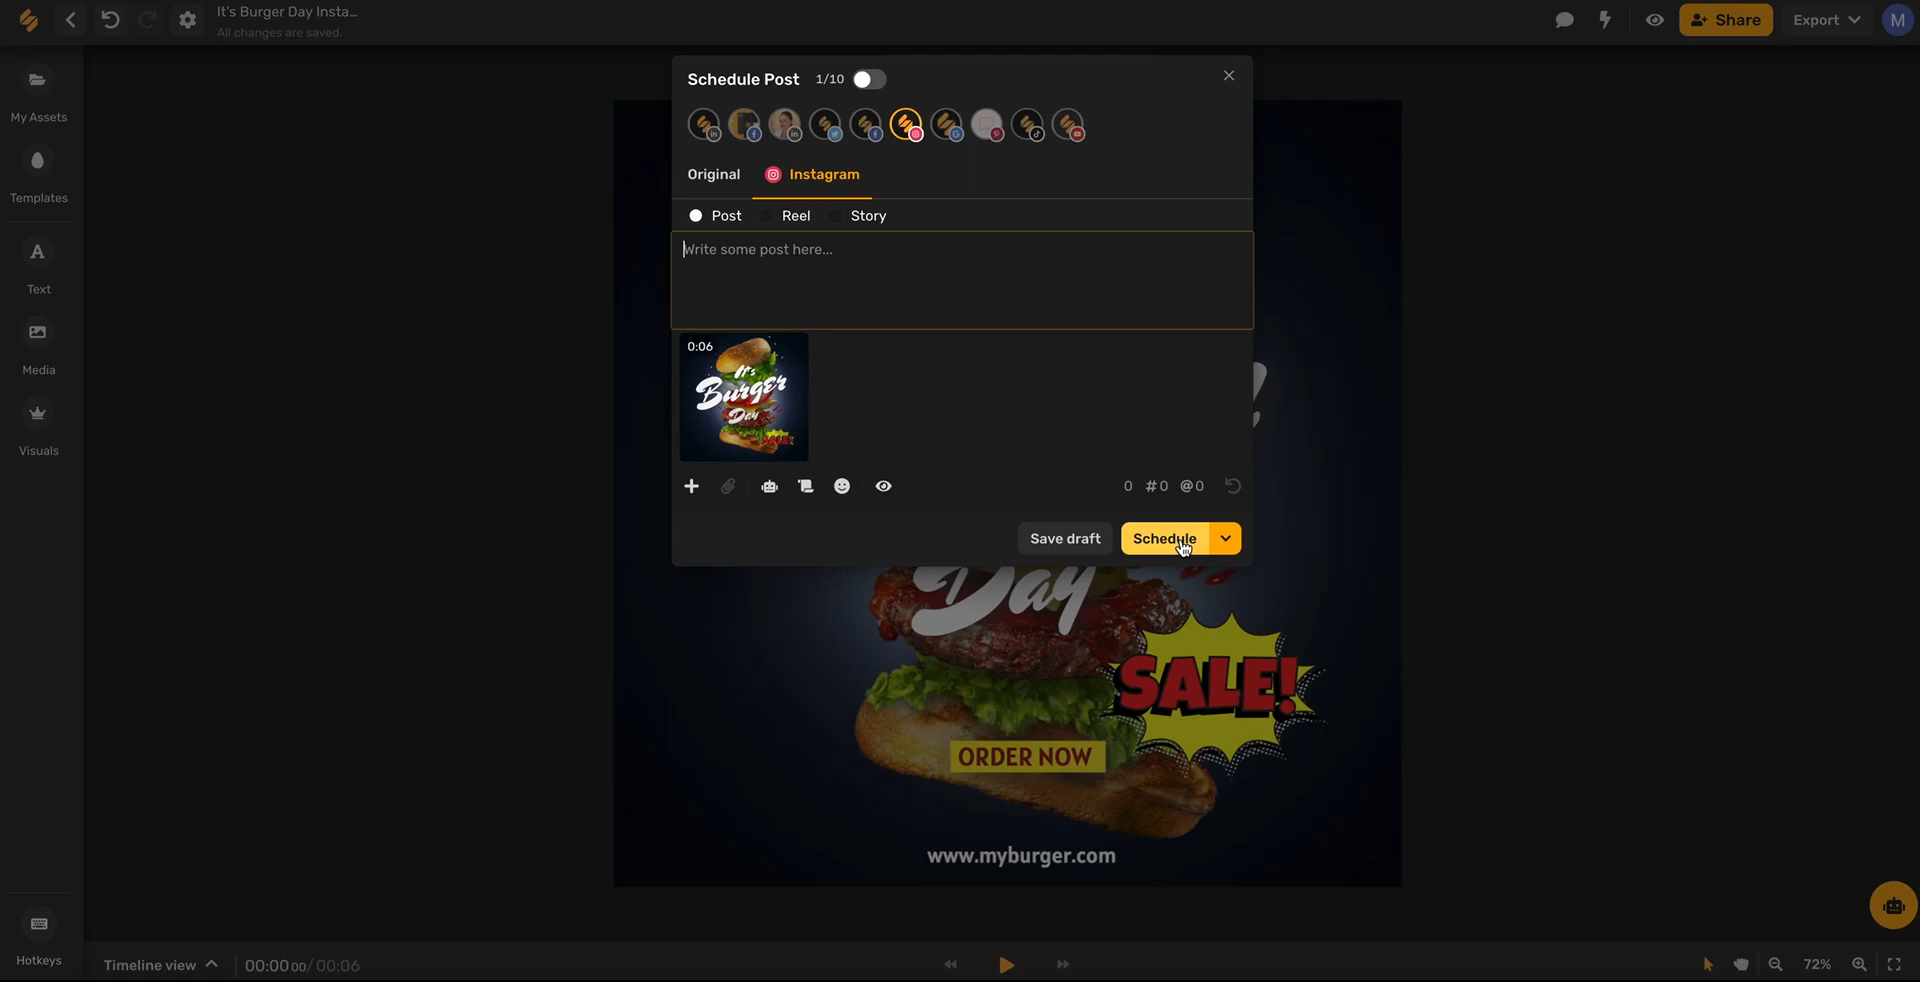 It's Burger Day Insta...
All changes are saved.
Share
Export
M
My Assets
Templates
Text
Media
Visuals
Hotkeys
Schedule Post 1/10
Original Instagram
Post Reel Story
Write some post here...
0:06
It's
Burger
Day
SALE!
0 #0 @0
Save draft Schedule
Day
SALE!
ORDER NOW
www.myburger.com
Timeline view 00:00 00/00:06
72%